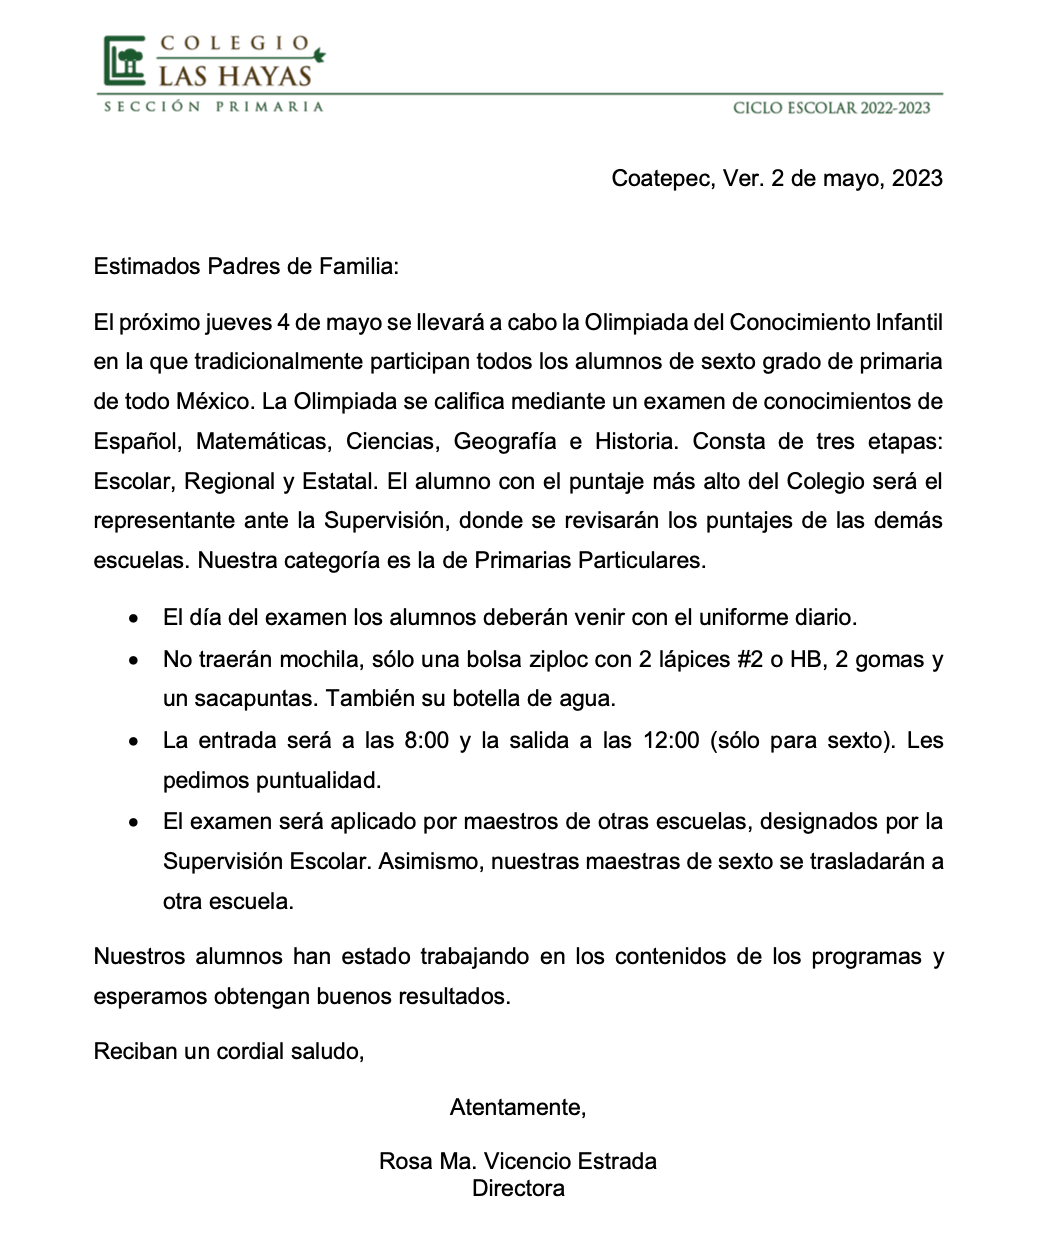 COLEGIO
LAS HAYAS
SECCIÓN PRIMARIA
CICLO ESCOLAR 2022-2023
Coatepec, Ver. 2 de mayo, 2023
Estimados Padres de Familia:
El próximo jueves 4 de mayo se llevará a cabo la Olimpiada del Conocimiento Infantil
en la que tradicionalmente participan todos los alumnos de sexto grado de primaria
de todo México. La Olimpiada se califica mediante un examen de conocimientos de
Español, Matemáticas, Ciencias, Geografía e Historia. Consta de tres etapas:
Escolar, Regional y Estatal. El alumno con el puntaje más alto del Colegio será el
representante ante la Supervisión, donde se revisarán los puntajes de las demás
escuelas. Nuestra categoría es la de Primarias Particulares.
• El día del examen los alumnos deberán venir con el uniforme diario.
• No traerán mochila, sólo una bolsa ziploc con 2 lápices #2 o HB, 2 gomas y
un sacapuntas. También su botella de agua.
• La entrada será a las 8:00 y la salida a las 12:00 (sólo para sexto). Les
pedimos puntualidad.
• El examen será aplicado por maestros de otras escuelas, designados por la
Supervisión Escolar. Asimismo, nuestras maestras de sexto se trasladarán a
otra escuela.
Nuestros alumnos han estado trabajando en los contenidos de los programas y
esperamos obtengan buenos resultados.
Reciban un cordial saludo,
Atentamente,
Rosa Ma. Vicencio Estrada
Directora